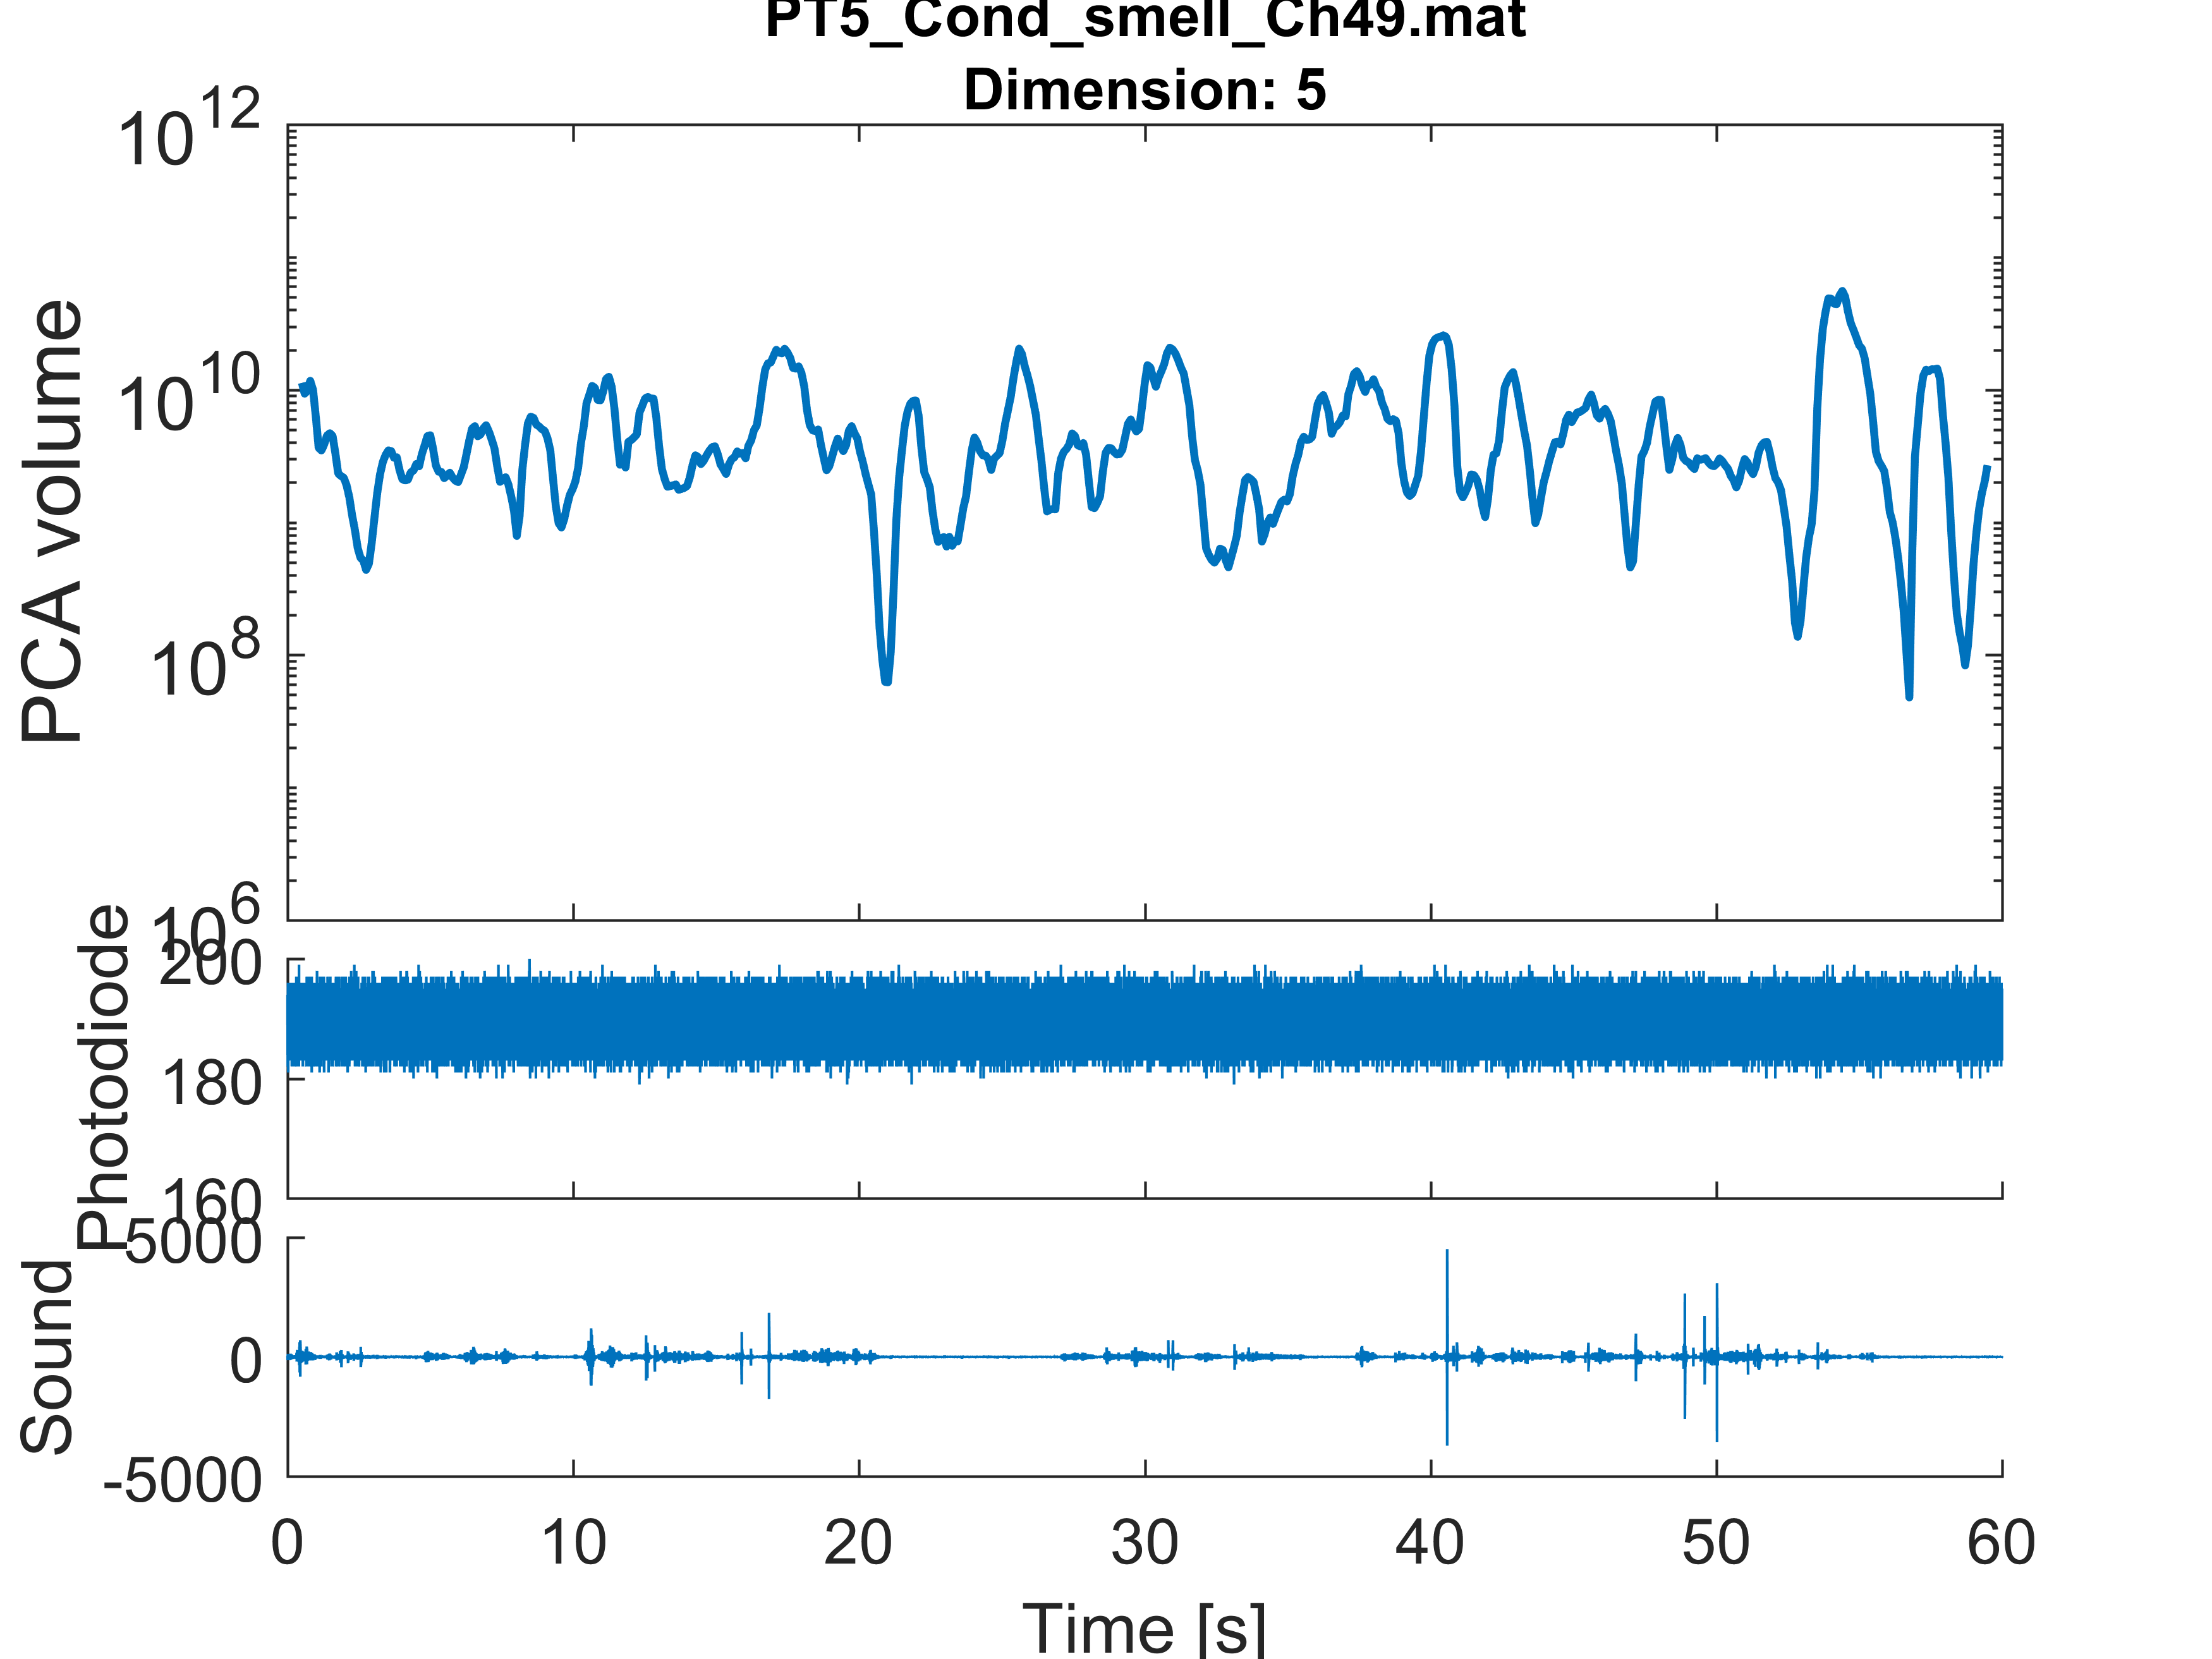 PT5_Cond_smell_Ch49.mat
Dimension: 5
PCA volume
10^12
10^10
10^8
10^6
Photodiode
200
180
160
Sound
5000
0
-5000
0 10 20 30 40 50 60
Time [s]